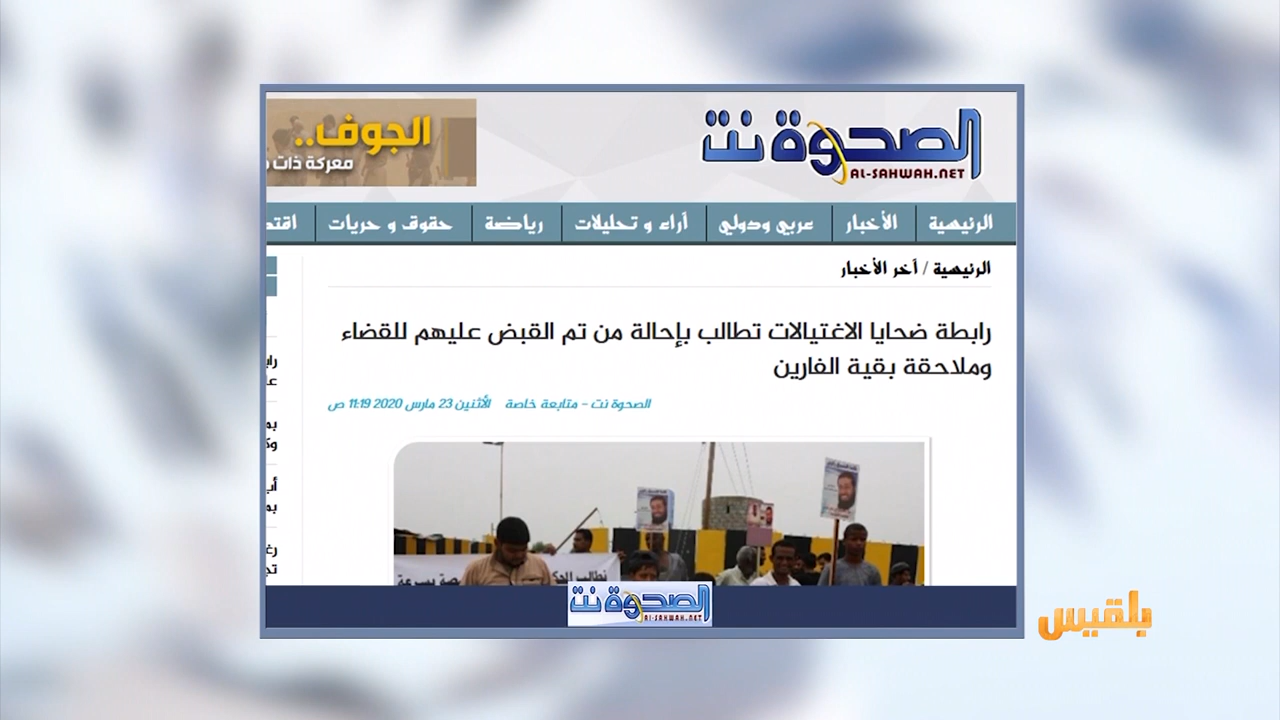 الصحوة نت
AL-SAHWAH.NET
الجوف..
معركة ذات
الرئيسية
الأخبار
عربي ودولي
آراء و تحليلات
رياضة
حقوق و حريات
الرئيسية / آخر الأخبار
رابطة ضحايا الاغتيالات تطالب بإحالة من تم القبض عليهم للقضاء
وملاحقة بقية الفارين
الصحوة نت - متابعة خاصة الأثنين 23 مارس 2020 11:19 ص
الصحوة نت
AL-SAHWAH.NET
بلقيس